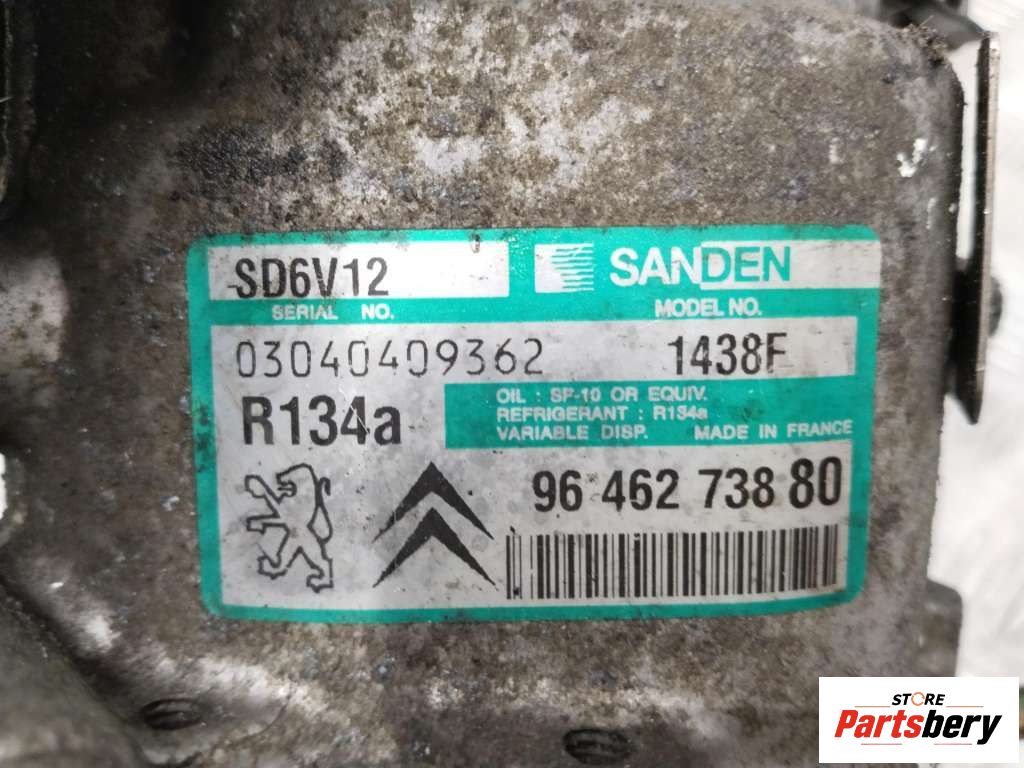 SD6V12
SANDEN
SERIAL NO.
MODEL NO.
03040409362
1438F
R134a
OIL : SP-10 OR EQUIV.
REFRIGERANT : R134a
VARIABLE DISP. MADE IN FRANCE
96 462 738 80
STORE
Partsbery